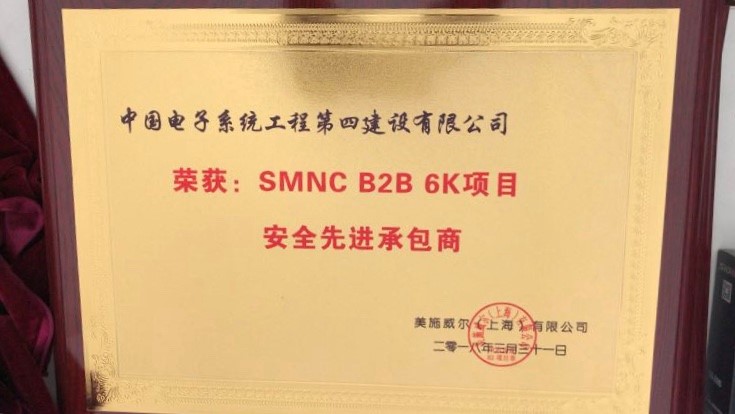 中国电子系统工程第四建设有限公司
荣获：SMNC B2B 6K项目
安全先进承包商
美施威尔（上海）有限公司
二零一八年三月三十一日